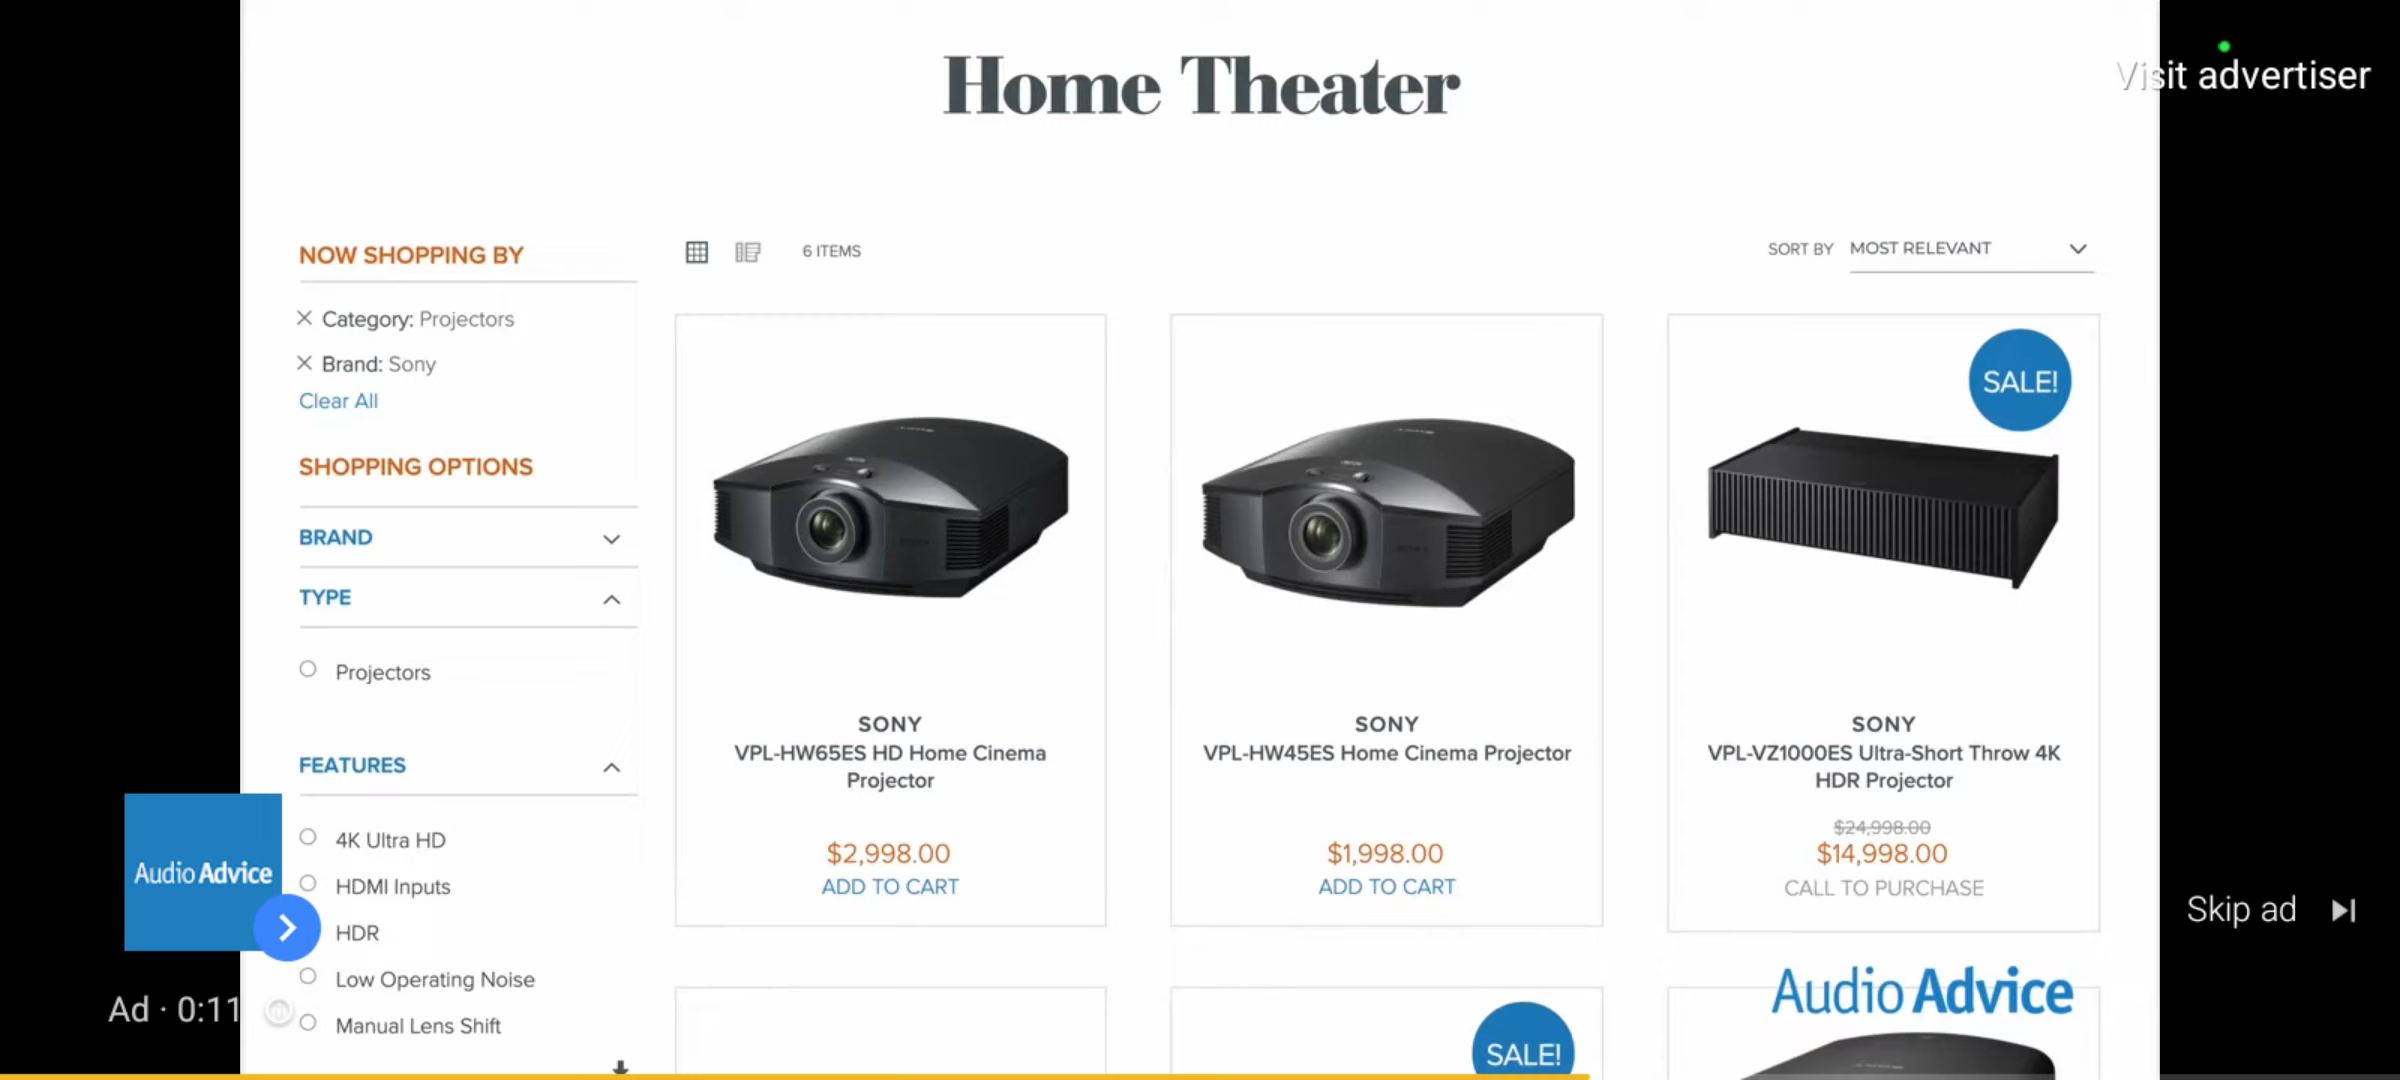 Home Theater
Visit advertiser
NOW SHOPPING BY
Category: Projectors
Brand: Sony
Clear All
SHOPPING OPTIONS
BRAND
TYPE
Projectors
FEATURES
4K Ultra HD
HDMI Inputs
HDR
Low Operating Noise
Manual Lens Shift
6 ITEMS
SORT BY MOST RELEVANT
SONY
VPL-HW65ES HD Home Cinema
Projector
$2,998.00
ADD TO CART
SONY
VPL-HW45ES Home Cinema Projector
$1,998.00
ADD TO CART
SALE!
SONY
VPL-VZ1000ES Ultra-Short Throw 4K
HDR Projector
$24,998.00
$14,998.00
CALL TO PURCHASE
SALE!
Audio Advice
Audio Advice
Skip ad
Ad · 0:11